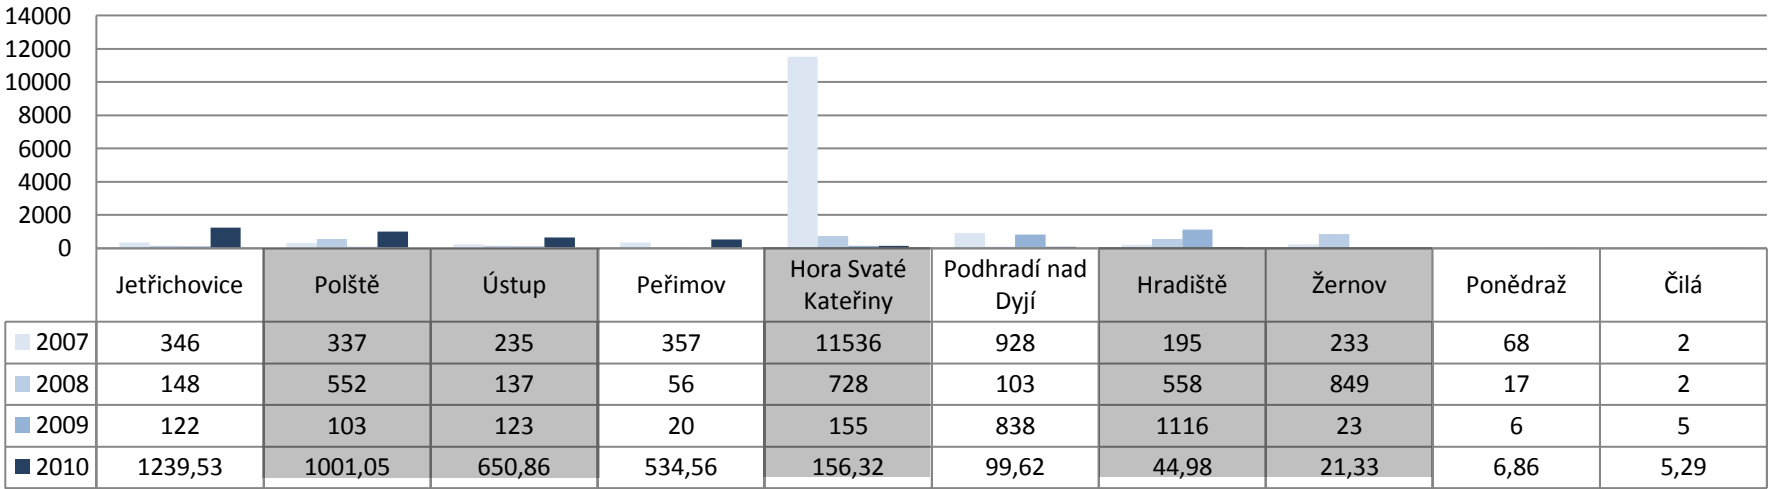 14000
12000
10000
8000
6000
4000
2000
0
Jetřichovice Polště Ústup Peřimov Hora Svaté Kateřiny Podhradí nad Dyjí Hradiště Žernov Ponědraž Čilá
2007 346 337 235 357 11536 928 195 233 68 2
2008 148 552 137 56 728 103 558 849 17 2
2009 122 103 123 20 155 838 1116 23 6 5
2010 1239,53 1001,05 650,86 534,56 156,32 99,62 44,98 21,33 6,86 5,29